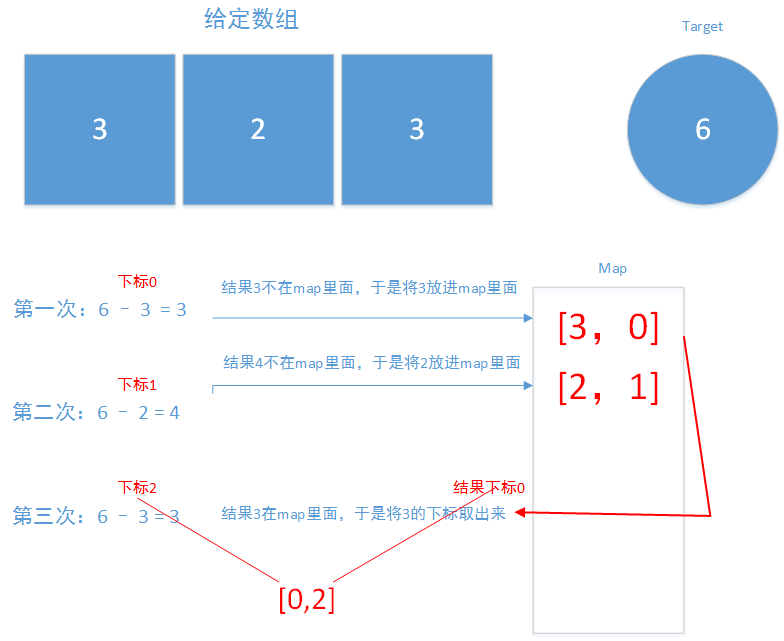 给定数组
Target
3
2
3
6
Map
下标0
结果3不在map里面，于是将3放进map里面
第一次：6 - 3 = 3
[3，0]
结果4不在map里面，于是将2放进map里面
下标1
[2，1]
第二次：6 - 2 = 4
下标2
结果下标0
第三次：6 - 3 = 3
结果3在map里面，于是将3的下标取出来
[0,2]